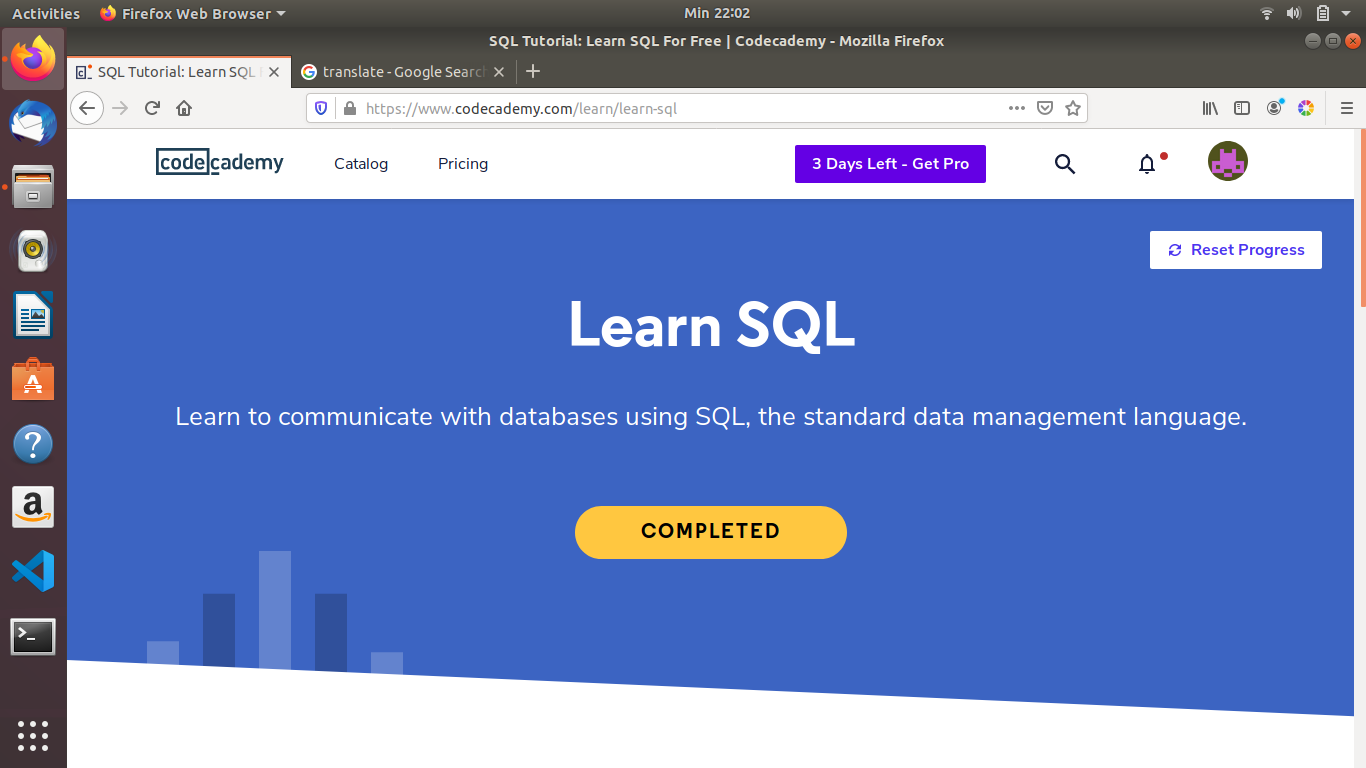 Activities
Firefox Web Browser
Min 22:02
SQL Tutorial: Learn SQL For Free | Codecademy - Mozilla Firefox
SQL Tutorial: Learn SQL F
translate - Google Search
https://www.codecademy.com/learn/learn-sql
codecademy
Catalog
Pricing
3 Days Left - Get Pro
Reset Progress
Learn SQL
Learn to communicate with databases using SQL, the standard data management language.
COMPLETED